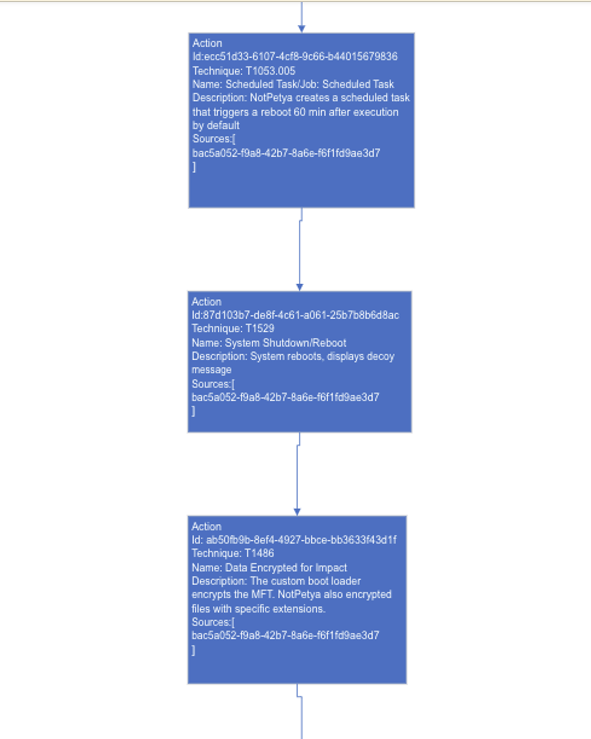 Action
Id:ecc51d33-6107-4cf8-9c66-b44015679836
Technique: T1053.005
Name: Scheduled Task/Job: Scheduled Task
Description: NotPetya creates a scheduled task
that triggers a reboot 60 min after execution
by default
Sources:[
bac5a052-f9a8-42b7-8a6e-f6f1fd9ae3d7
]
Action
Id:87d103b7-de8f-4c61-a061-25b7b8b6d8ac
Technique: T1529
Name: System Shutdown/Reboot
Description: System reboots, displays decoy
message
Sources:[
bac5a052-f9a8-42b7-8a6e-f6f1fd9ae3d7
]
Action
Id: ab50fb9b-8ef4-4927-bbce-bb3633f43d1f
Technique: T1486
Name: Data Encrypted for Impact
Description: The custom boot loader
encrypts the MFT. NotPetya also encrypted
files with specific extensions.
Sources:[
bac5a052-f9a8-42b7-8a6e-f6f1fd9ae3d7
]